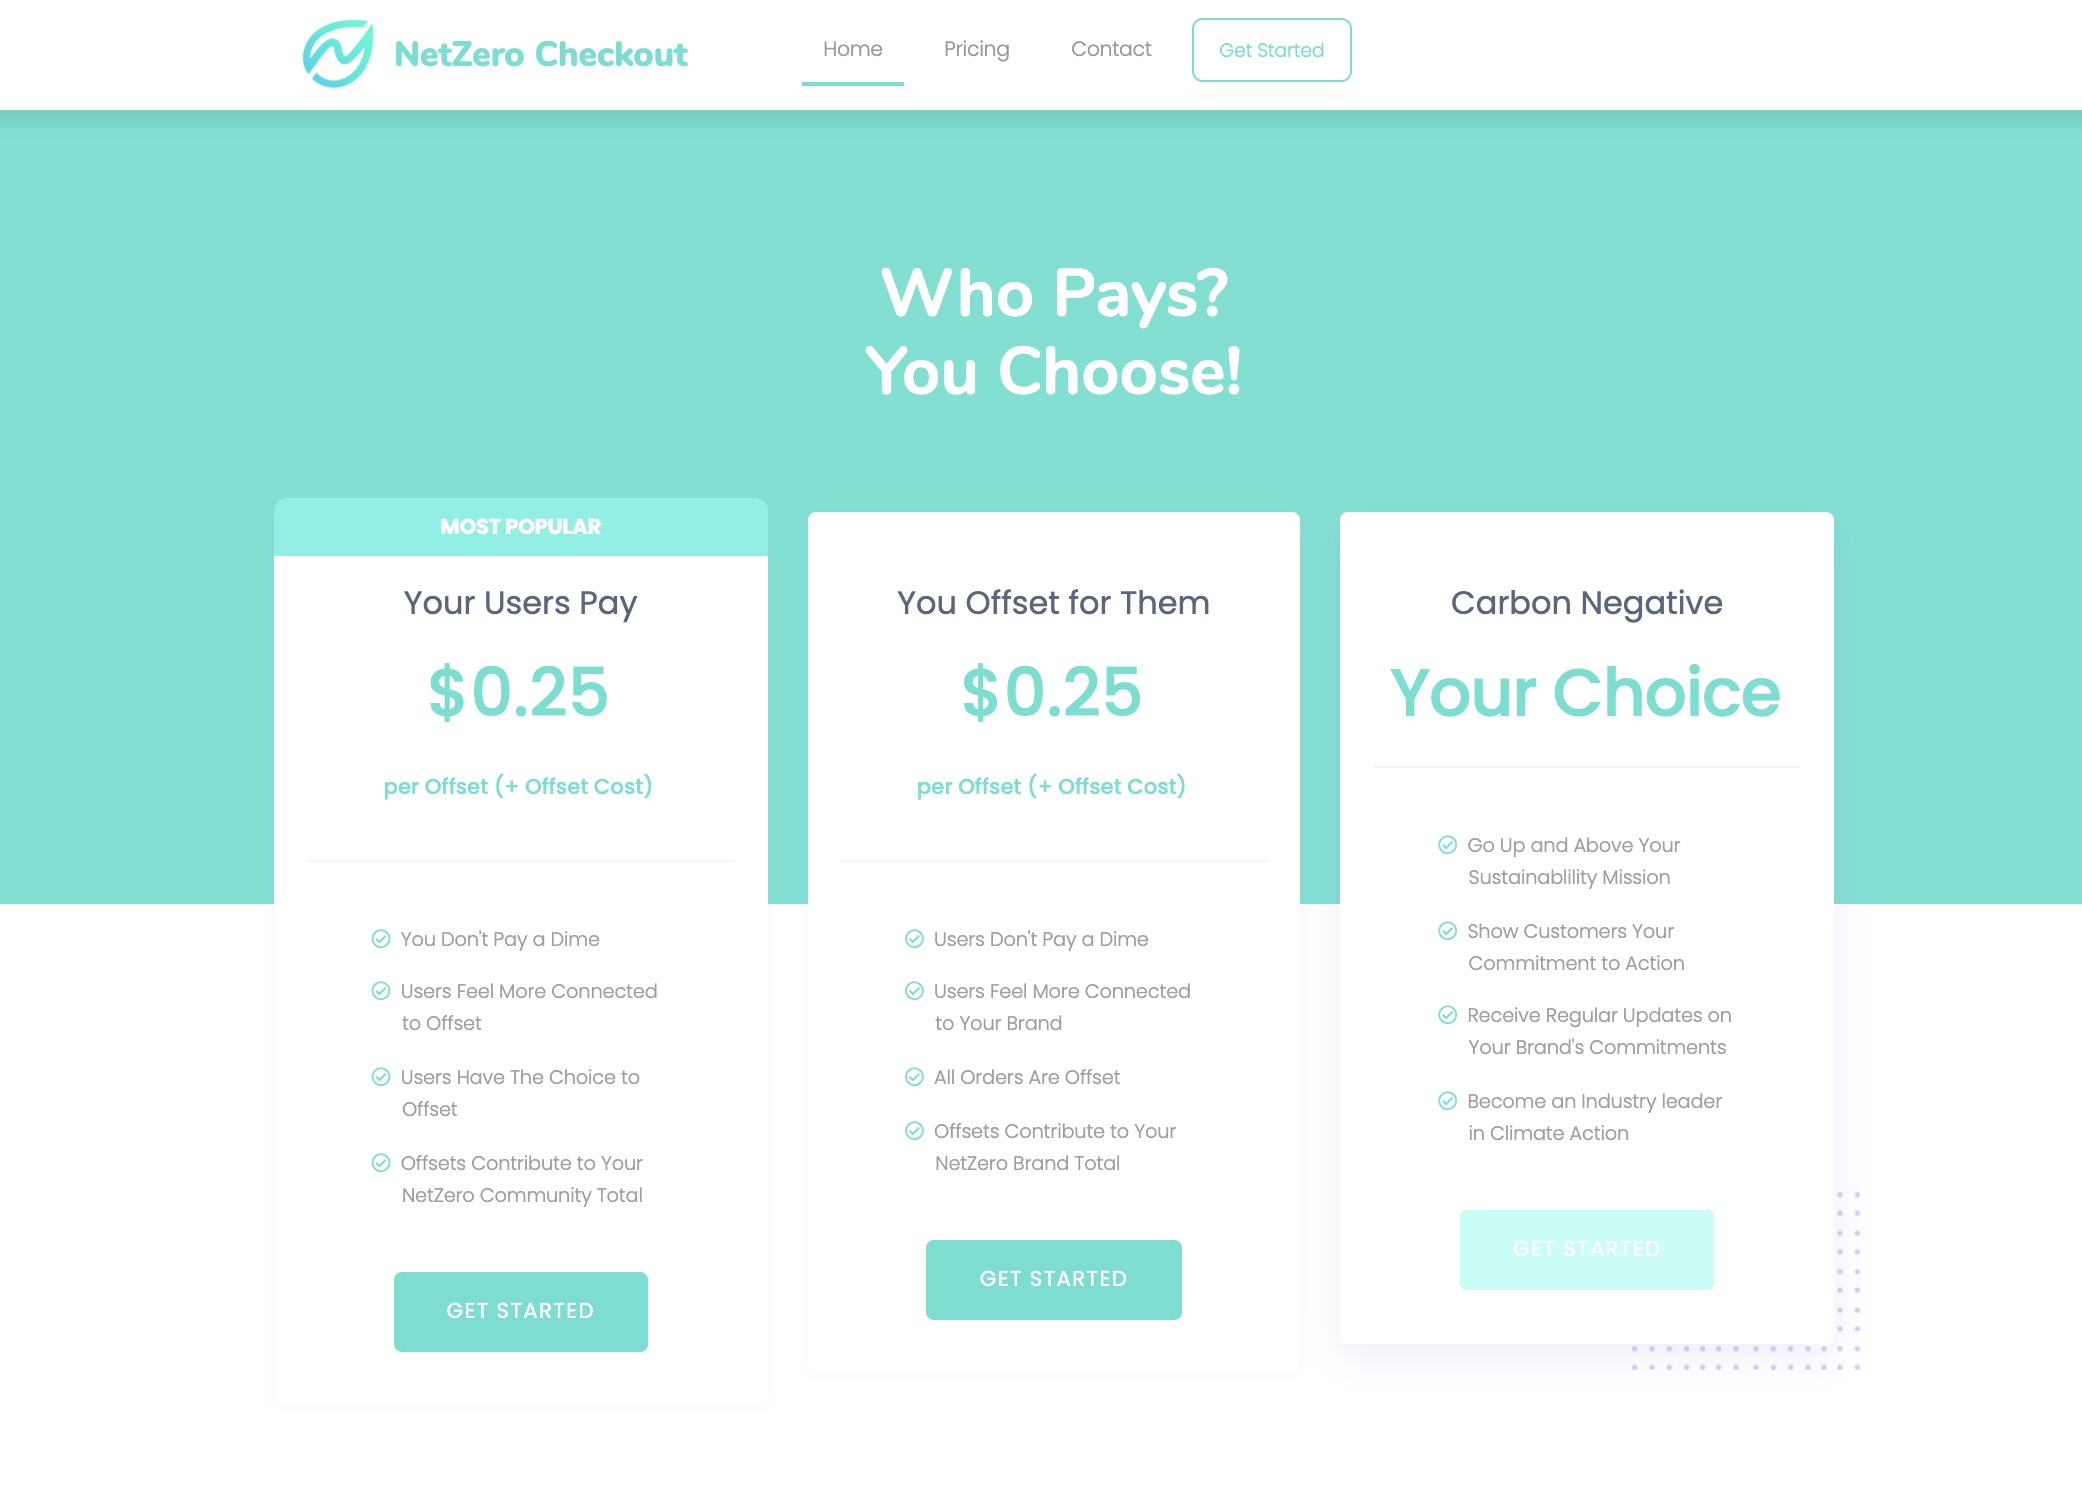 NetZero Checkout
Home
Pricing
Contact
Get Started
Who Pays?
You Choose!
MOST POPULAR
Your Users Pay
$0.25
per Offset (+ Offset Cost)
You Don't Pay a Dime
Users Feel More Connected
to Offset
Users Have The Choice to
Offset
Offsets Contribute to Your
NetZero Community Total
GET STARTED
You Offset for Them
$0.25
per Offset (+ Offset Cost)
Users Don't Pay a Dime
Users Feel More Connected
to Your Brand
All Orders Are Offset
Offsets Contribute to Your
NetZero Brand Total
GET STARTED
Carbon Negative
Your Choice
Go Up and Above Your
Sustainablility Mission
Show Customers Your
Commitment to Action
Receive Regular Updates on
Your Brand's Commitments
Become an Industry leader
in Climate Action
GET STARTED